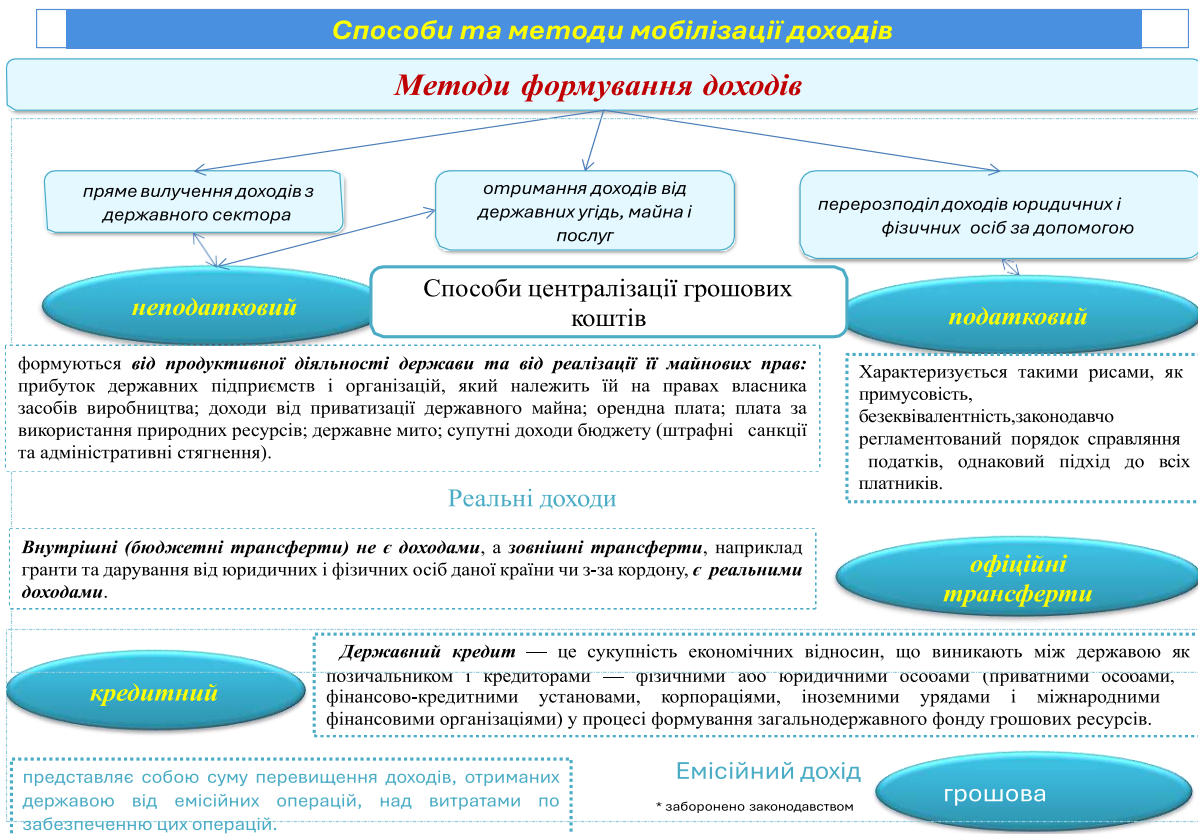 Способи та методи мобілізації доходів
Методи формування доходів
пряме вилучення доходів з
державного сектора
отримання доходів від
державних угідь, майна і
послуг
перерозподіл доходів юридичних і
фізичних осіб за допомогою
неподатковий
Способи централізації грошових
коштів
податковий
формуються від продуктивної діяльності держави та від реалізації її майнових прав:
прибуток державних підприємств і організацій, який належить їй на правах власника
засобів виробництва; доходи від приватизації державного майна; орендна плата; плата за
використання природних ресурсів; державне мито; супутні доходи бюджету (штрафні санкції
та адміністративні стягнення).
Характеризується такими рисами, як
примусовість,
безеквівалентність,законодавчо
регламентований порядок справляння
податків, однаковий підхід до всіх
платників.
Реальні доходи
Внутрішні (бюджетні трансферти) не є доходами, а зовнішні трансферти, наприклад
гранти та дарування від юридичних і фізичних осіб даної країни чи з-за кордону, є реальними
доходами.
офіційні
трансферти
кредитний
Державний кредит — це сукупність економічних відносин, що виникають між державою як
позичальником і кредиторами — фізичними або юридичними особами (приватними особами,
фінансово-кредитними установами, корпораціями, іноземними урядами і міжнародними
фінансовими організаціями) у процесі формування загальнодержавного фонду грошових ресурсів.
представляє собою суму перевищення доходів, отриманих
державою від емісійних операцій, над витратами по
забезпеченню цих операцій.
Емісійний дохід
* заборонено законодавством
грошова